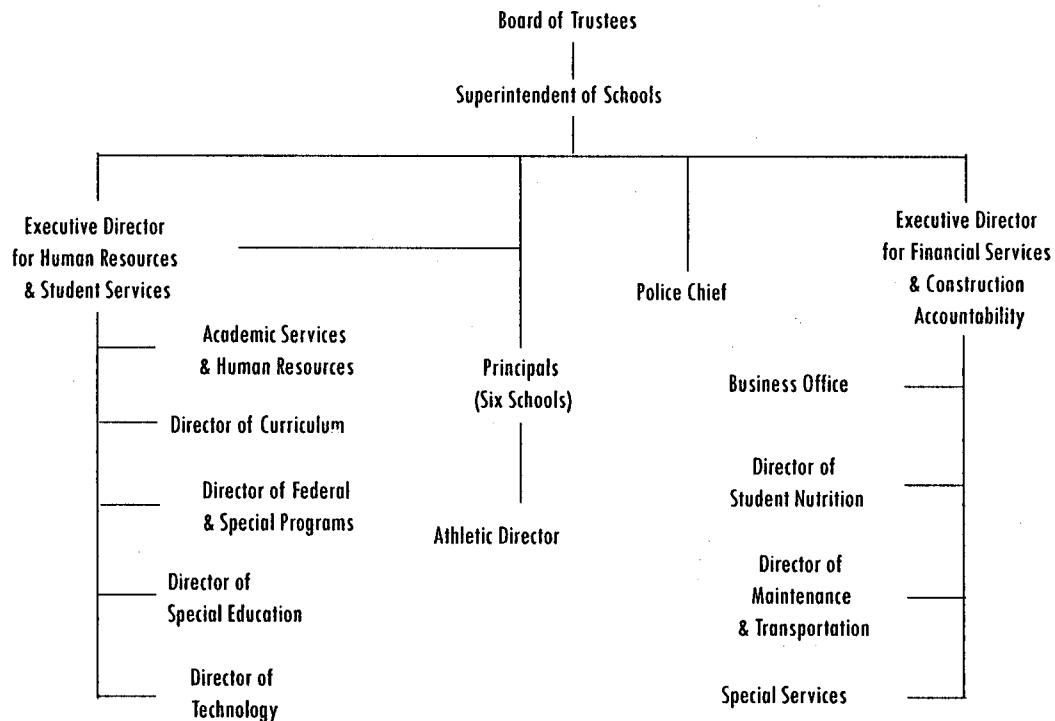 Board of Trustees
Superintendent of Schools
Executive Director
for Human Resources
& Student Services
Academic Services
& Human Resources
Director of Curriculum
Director of Federal
& Special Programs
Director of
Special Education
Director of
Technology
Principals
(Six Schools)
Athletic Director
Police Chief
Executive Director
for Financial Services
& Construction
Accountability
Business Office
Director of
Student Nutrition
Director of
Maintenance
& Transportation
Special Services